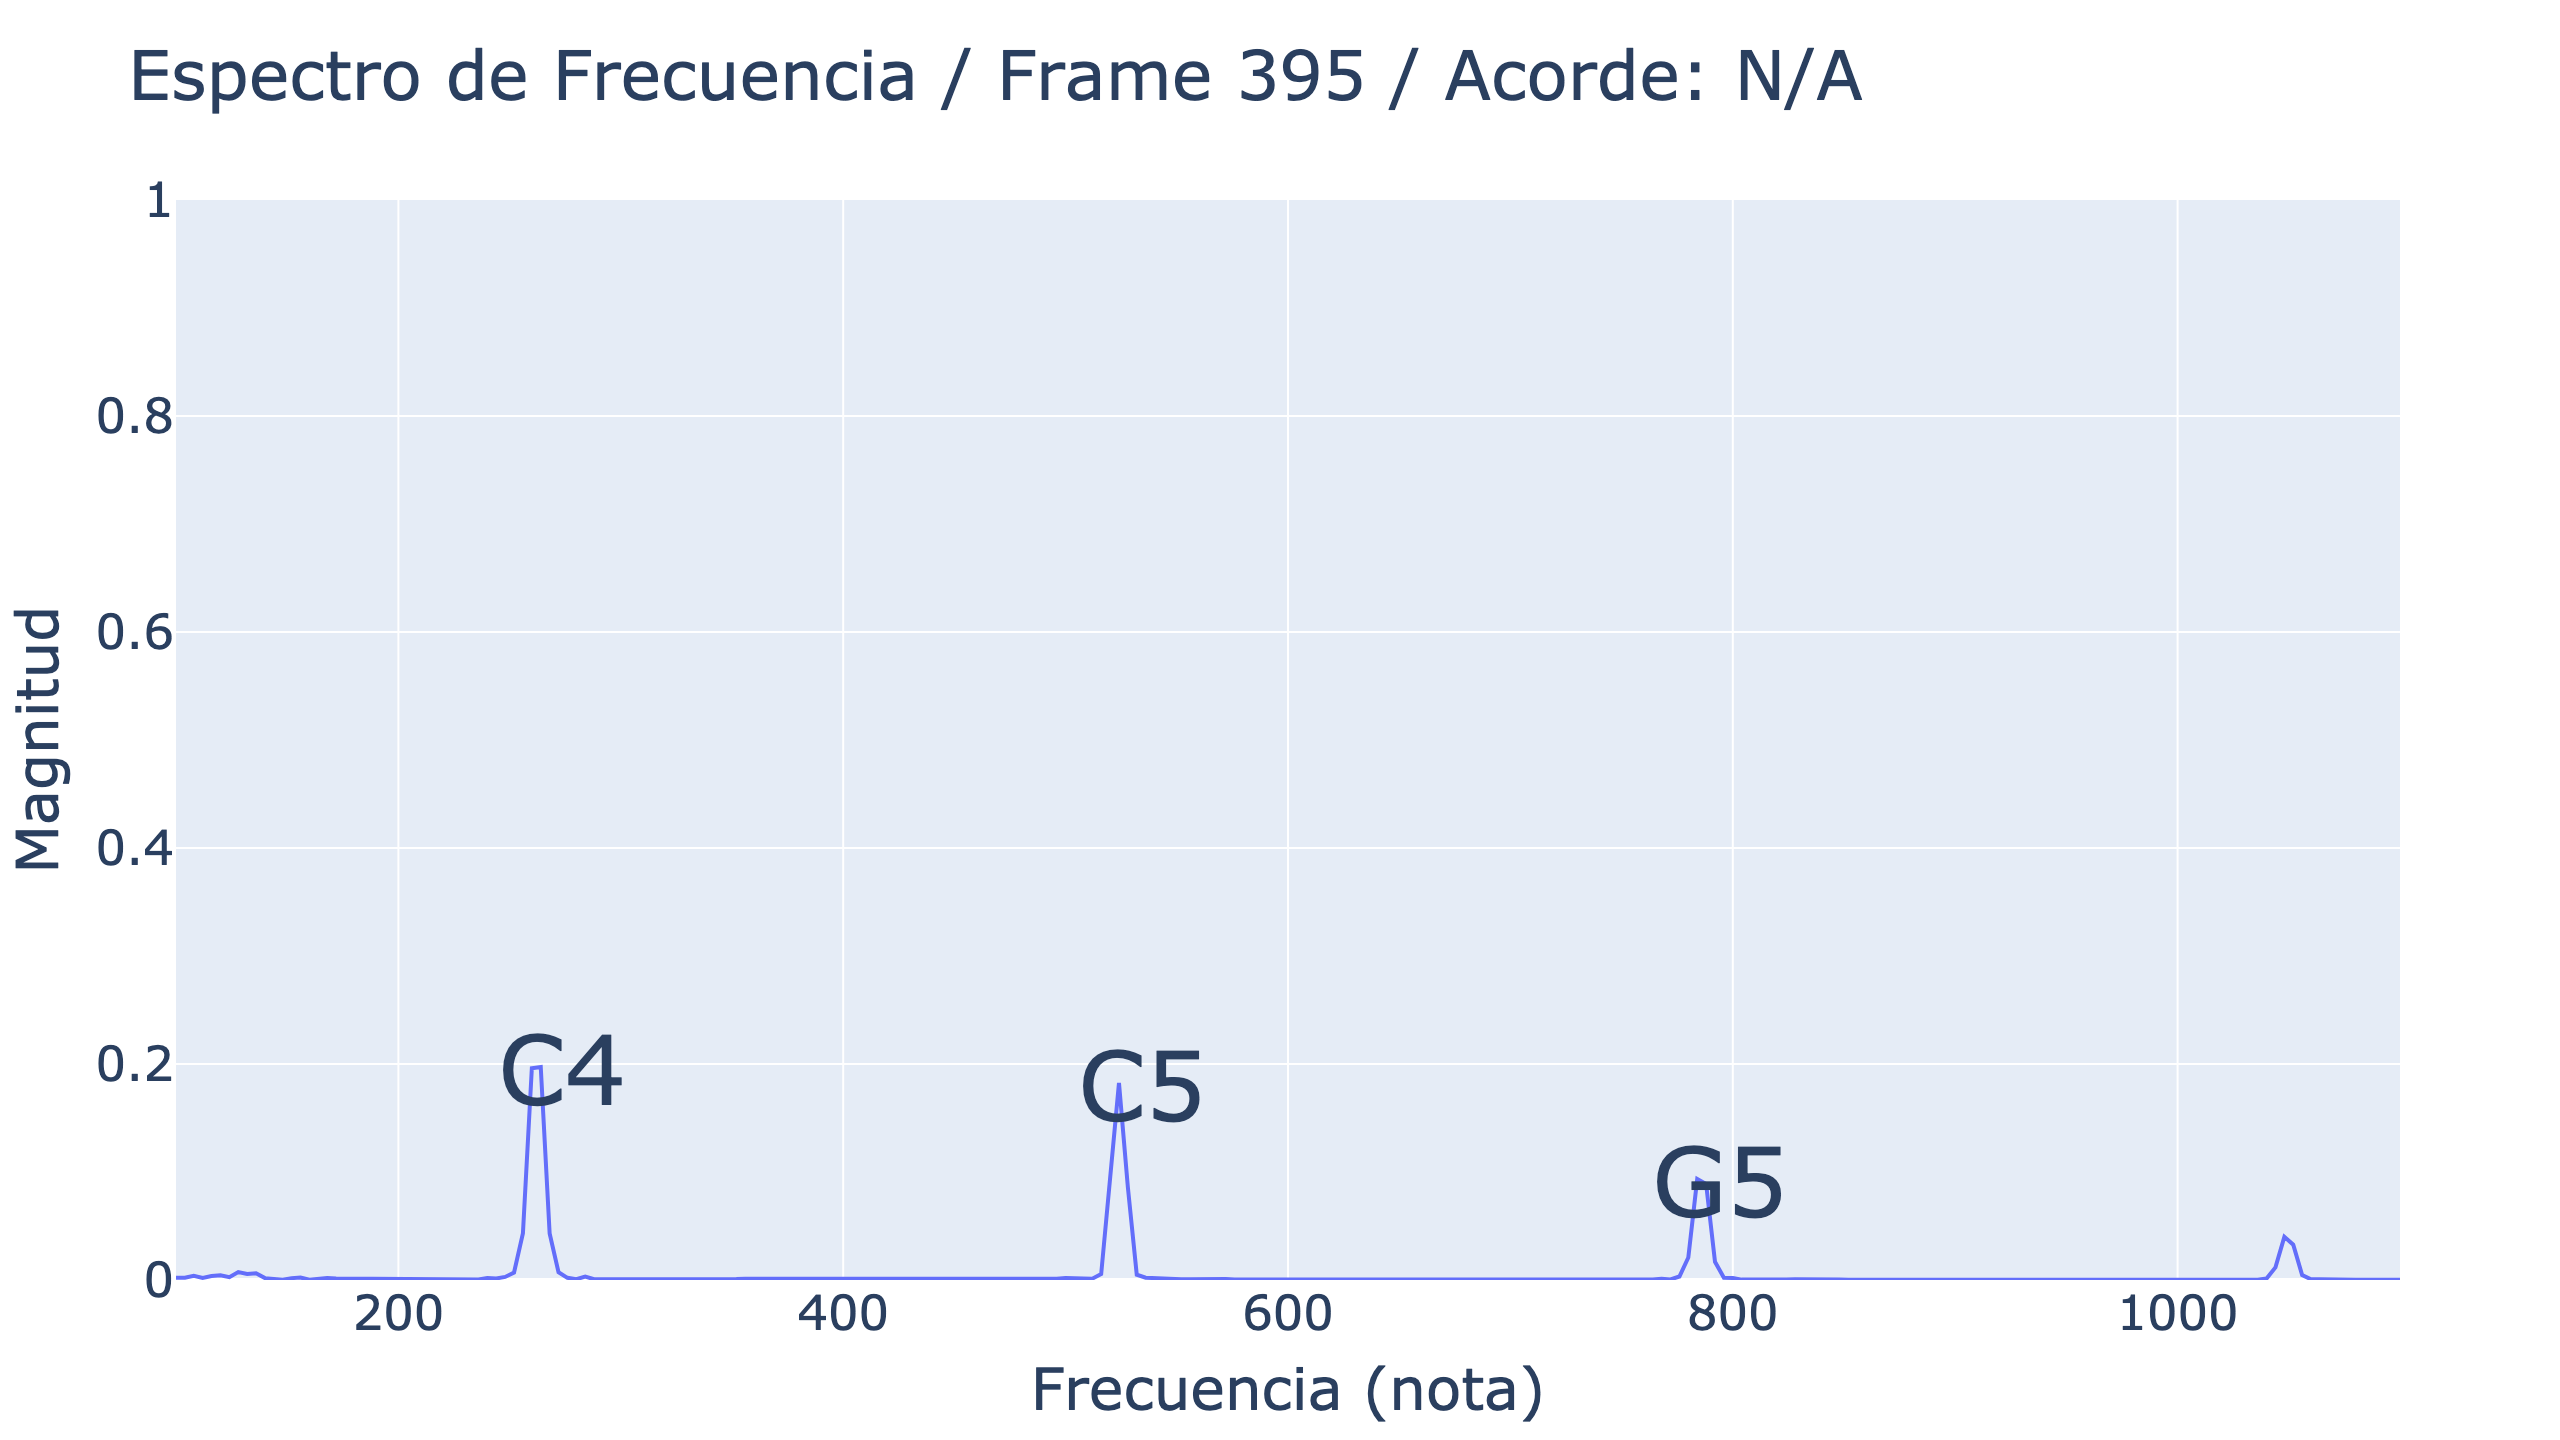 Espectro de Frecuencia / Frame 395 / Acorde: N/A
1
0.8
0.6
0.4
0.2
0
Magnitud
C4
C5
G5
200 400 600 800 1000
Frecuencia (nota)